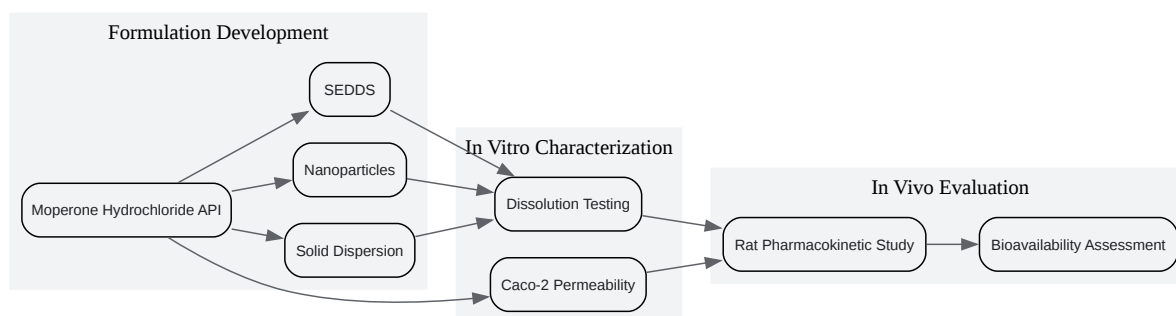 Formulation Development
SEDDS
In Vitro Characterization
Nanoparticles
In Vivo Evaluation
Moperone Hydrochloride API
Dissolution Testing
Solid Dispersion
Rat Pharmacokinetic Study
Bioavailability Assessment
Caco-2 Permeability